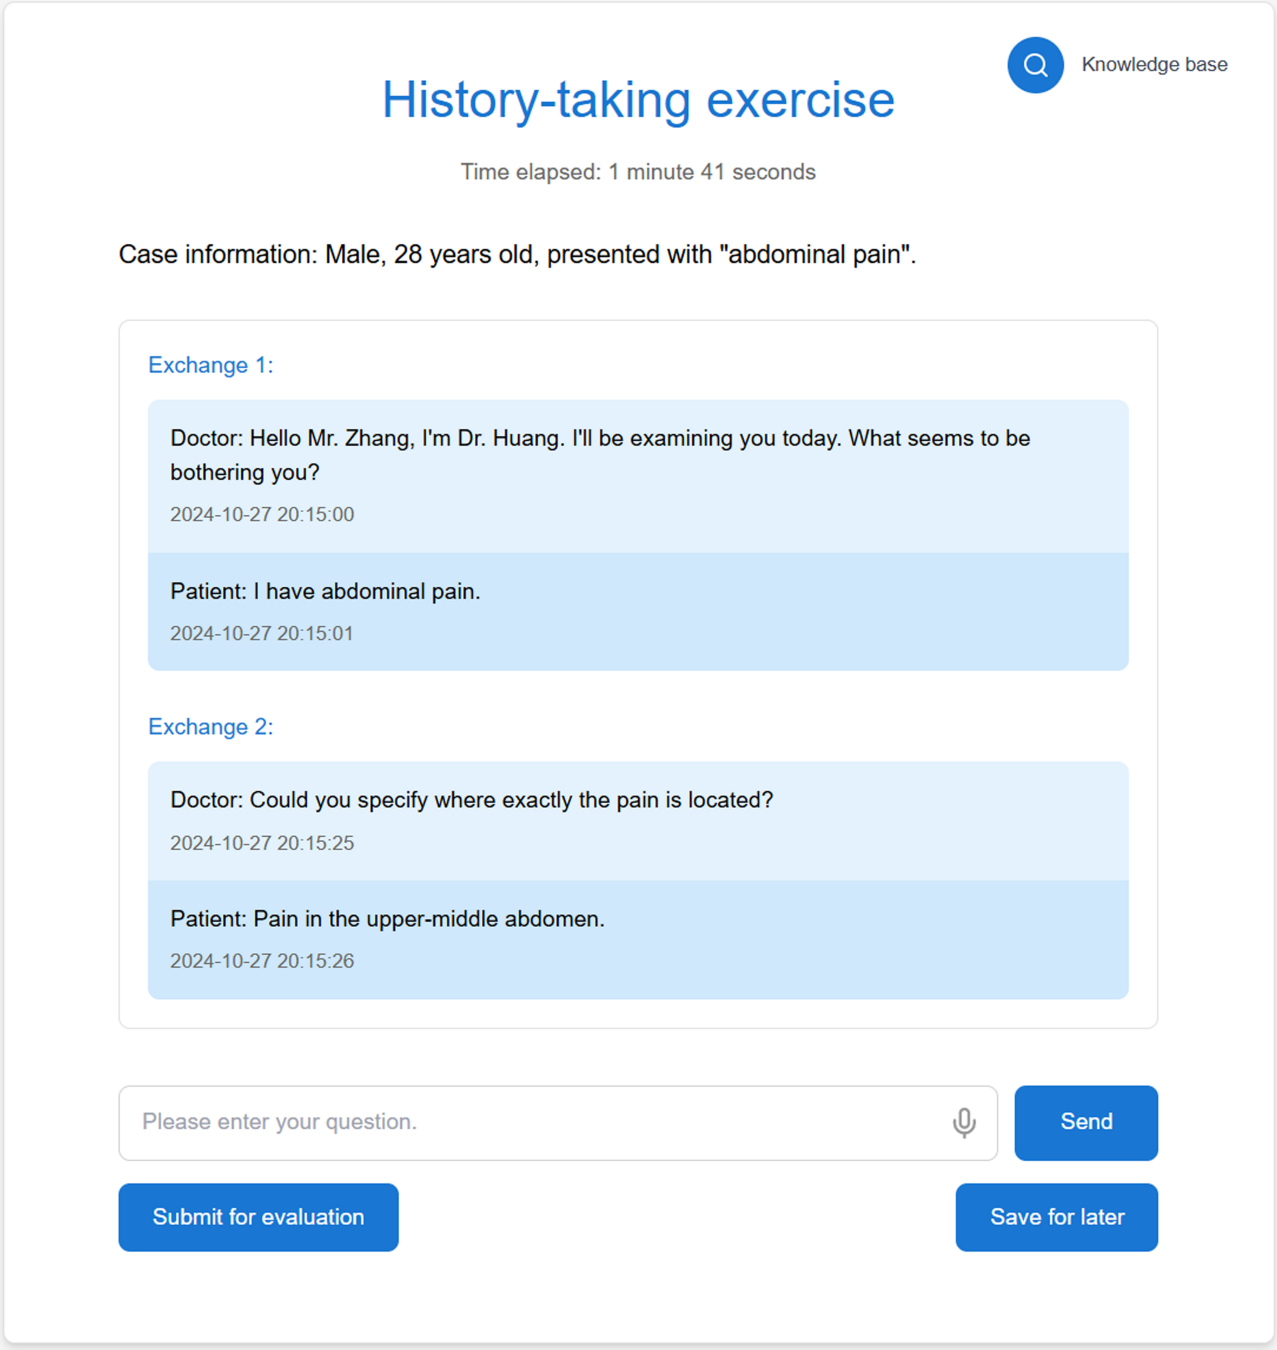 Knowledge base
History-taking exercise
Time elapsed: 1 minute 41 seconds
Case information: Male, 28 years old, presented with "abdominal pain".
Exchange 1:
Doctor: Hello Mr. Zhang, I'm Dr. Huang. I'll be examining you today. What seems to be
bothering you?
2024-10-27 20:15:00
Patient: I have abdominal pain.
2024-10-27 20:15:01
Exchange 2:
Doctor: Could you specify where exactly the pain is located?
2024-10-27 20:15:25
Patient: Pain in the upper-middle abdomen.
2024-10-27 20:15:26
Please enter your question.
Send
Submit for evaluation
Save for later